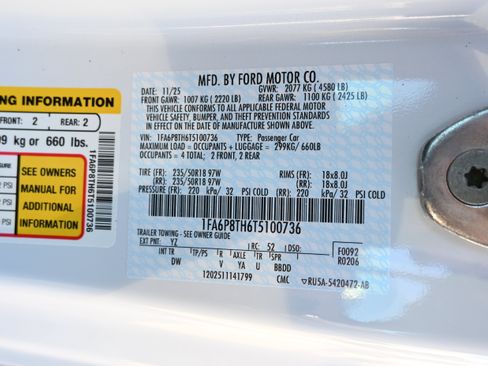 NG INFORMATION
FRONT: 2 REAR: 2
99 kg or 660 lbs.
SEE OWNERS
MANUAL FOR
ADDITIONAL
INFORMATION
1FA6P8TH6T5100736
MFD. BY FORD MOTOR CO.
DATE: 11/25 GVWR: 2077 KG ( 4580 LB)
FRONT GAWR: 1007 KG ( 2220 LB) REAR GAWR: 1100 KG ( 2425 LB)
THIS VEHICLE CONFORMS TO ALL APPLICABLE FEDERAL MOTOR
VEHICLE SAFETY, BUMPER, AND THEFT PREVENTION STANDARDS IN
EFFECT ON THE DATE OF MANUFACTURE SHOWN ABOVE.
VIN: 1FA6P8TH6T5100736 TYPE: Passenger Car
MAXIMUM LOAD = OCCUPANTS + LUGGAGE = 299KG/ 660LB
OCCUPANTS = 4 TOTAL; 2 FRONT, 2 REAR
TIRE (FR): 235/50R18 97W RIMS (FR): 18x8.0J
(RR): 235/50R18 97W (RR): 18x8.0J
PRESSURE (FR): 220 kPa/ 32 PSI COLD (RR): 220 kPa/ 32 PSI COLD
1FA6P8TH6T5100736
TRAILER TOWING - SEE OWNER GUIDE
EXT PNT: YZ RC: 52 DSO: F0092
INT TR TP/PS R AXLE TR SPR R0206
DW V YA U BBDD
1202511141799 CMC RU5A-5420472-AB